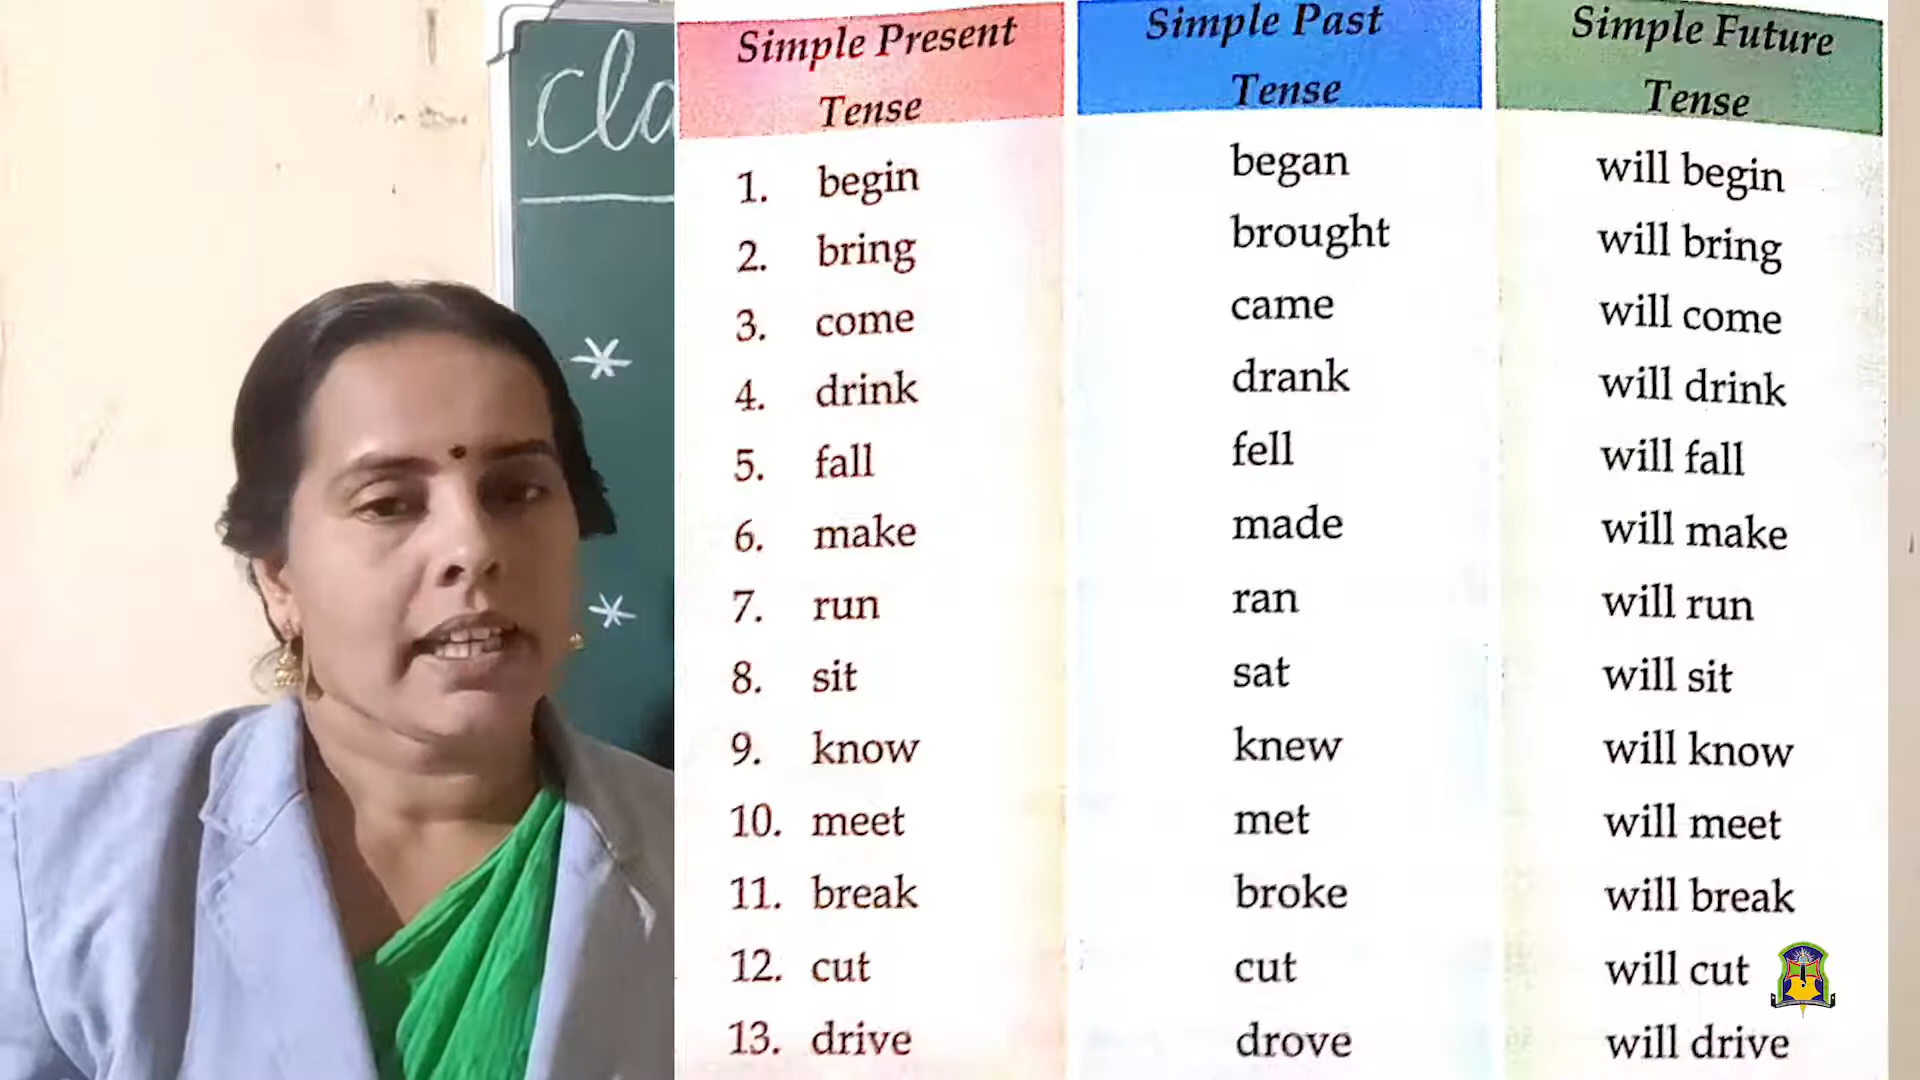 cla
Simple Present Tense
Simple Past Tense
Simple Future Tense
1. begin began will begin
2. bring brought will bring
3. come came will come
4. drink drank will drink
5. fall fell will fall
6. make made will make
7. run ran will run
8. sit sat will sit
9. know knew will know
10. meet met will meet
11. break broke will break
12. cut cut will cut
13. drive drove will drive